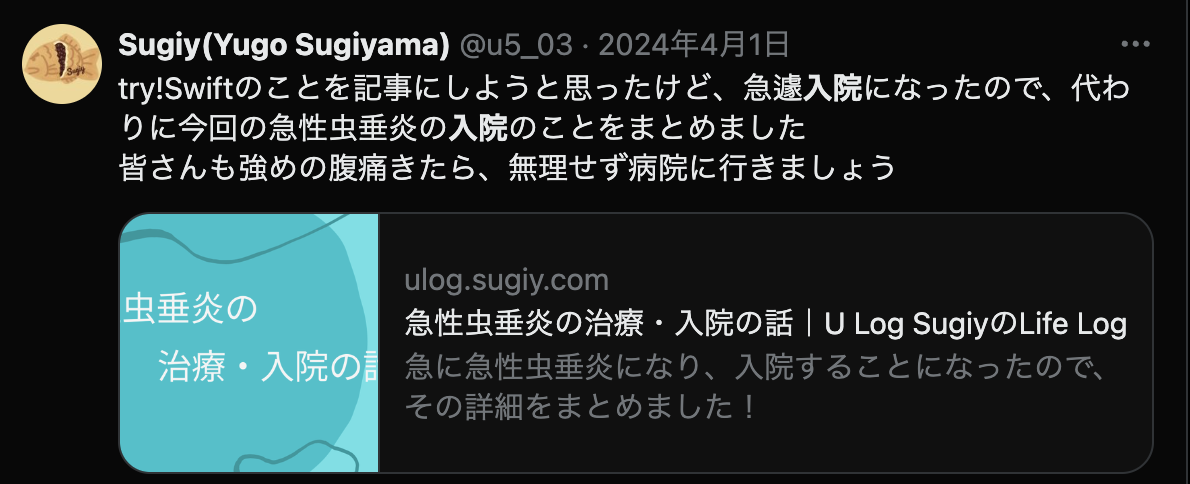 Sugiy(Yugo Sugiyama) @u5_03 · 2024年4月1日
try!Swiftのことを記事にしようと思ったけど、急遽入院になったので、代わ
りに今回の急性虫垂炎の入院のことをまとめました
皆さんも強めの腹痛きたら、無理せず病院に行きましょう
虫垂炎の
治療・入院の話
ulog.sugiy.com
急性虫垂炎の治療・入院の話｜U Log SugiyのLife Log
急に急性虫垂炎になり、入院することになったので、
その詳細をまとめました！